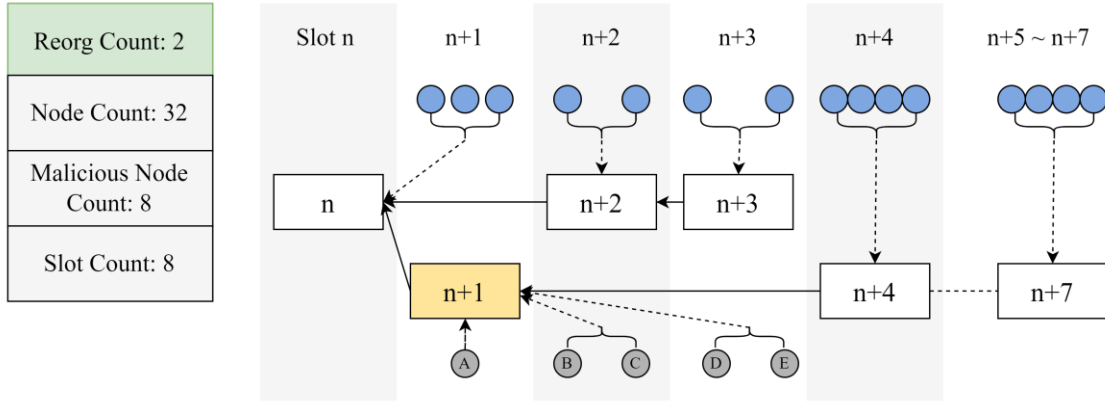 Reorg Count: 2
Node Count: 32
Malicious Node
Count: 8
Slot Count: 8
Slot n
n+1
n+2
n+3
n+4
n+5 ~ n+7
n
n+2
n+3
n+1
n+4
n+7
A
B
C
D
E